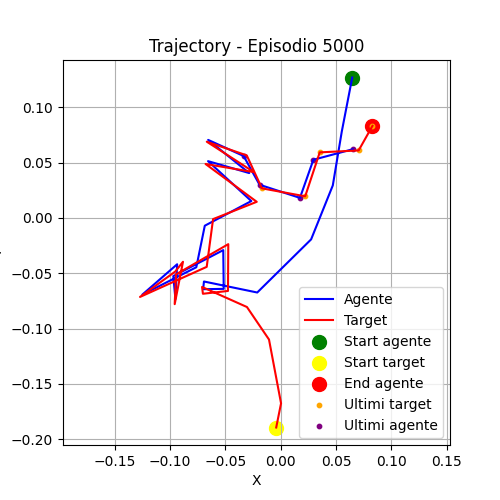 Trajectory - Episodio 5000
0.10
0.05
0.00
−0.05
−0.10
−0.15
−0.20
−0.15
−0.10
−0.05
0.00
0.05
0.10
0.15
X
Agente
Target
Start agente
Start target
End agente
Ultimi target
Ultimi agente